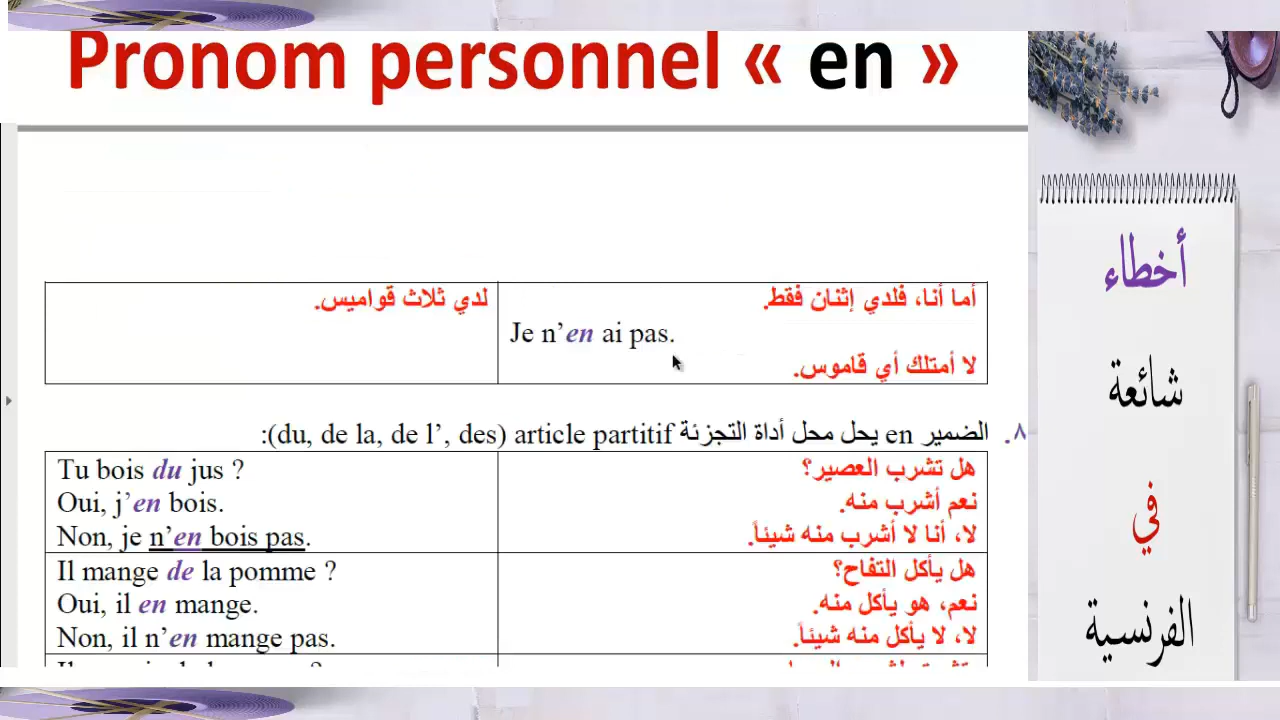 Pronom personnel « en »
لدي ثلاث قواميس.
أما أنا، فلدي إثنان فقط.
Je n’en ai pas.
لا أمتلك أي قاموس.
٨. الضمير en يحل محل أداة التجزئة article partitif (du, de la, de l’, des):
Tu bois du jus ?
Oui, j’en bois.
Non, je n’en bois pas.
هل تشرب العصير؟
نعم أشرب منه.
لا، أنا لا أشرب منه شيئاً.
Il mange de la pomme ?
Oui, il en mange.
Non, il n’en mange pas.
هل يأكل التفاح؟
نعم، هو يأكل منه.
لا، لا يأكل منه شيئاً.
أخطاء
شائعة
في
الفرنسية